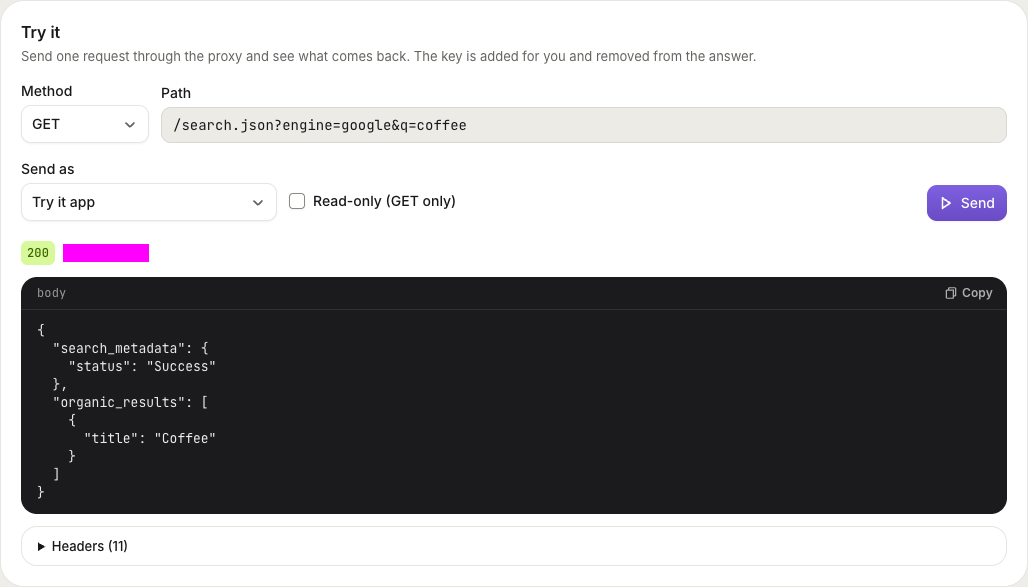 Try it
Send one request through the proxy and see what comes back. The key is added for you and removed from the answer.
Method
Path
GET
/search.json?engine=google&q=coffee
Send as
Try it app
Read-only (GET only)
Send
200
body
Copy
{
  "search_metadata": {
    "status": "Success"
  },
  "organic_results": [
    {
      "title": "Coffee"
    }
  ]
}
Headers (11)